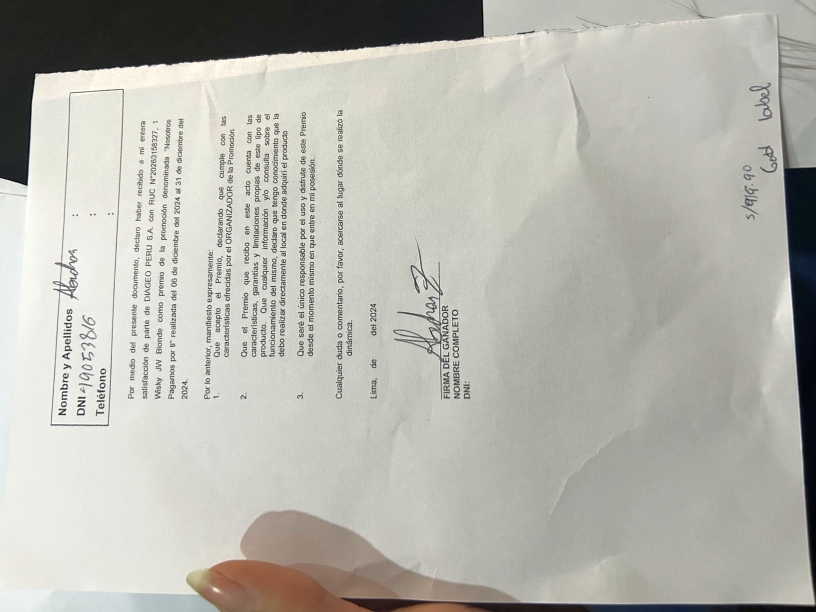 Nombre y Apellidos :
DNI 49053816 :
Teléfono :
Por medio del presente documento, declaro haber recibido a mi entera
satisfacción de parte de DIAGEO PERU S.A. con RUC N°20263158327, 1
Wisky JW Blonde como premio de la promoción denominada "Nosotros
Pagamos por ti" realizada del 06 de diciembre del 2024 al 31 de diciembre del
2024.
Por lo anterior, manifiesto expresamente:
1. Que acepto el Premio, declarando que cumple con las
características ofrecidas por el ORGANIZADOR de la Promoción
2. Que el Premio que recibo en este acto cuenta con las
características, garantías y limitaciones propias de este tipo de
producto. Que cualquier información y/o consulta sobre el
funcionamiento del mismo, declaro que tengo conocimiento que la
debo realizar directamente al local en donde adquirí el producto
3. Que seré el único responsable por el uso y disfrute de este Premio
desde el momento mismo en que entre en mi posesión.
Cualquier duda o comentario, por favor, acercarse al lugar dónde se realizo la
dinámica.
Lima, de del 2024
FIRMA DEL GANADOR
NOMBRE COMPLETO
DNI:
Gold Label